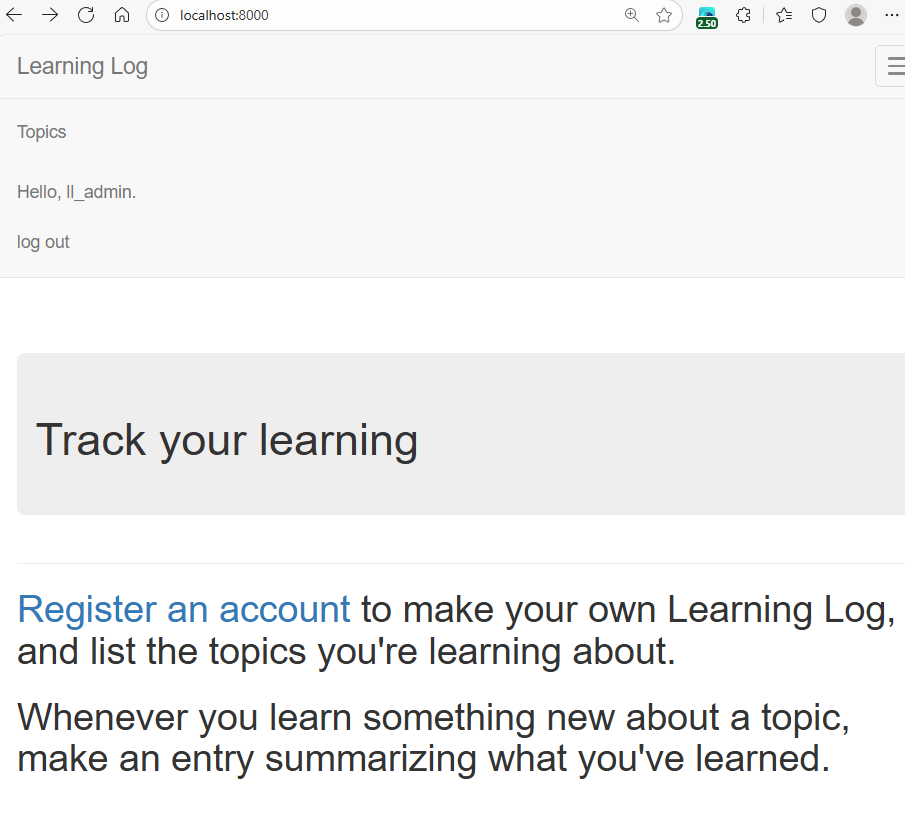 localhost:8000
2.50
Learning Log
Topics
Hello, ll_admin.
log out
Track your learning
Register an account to make your own Learning Log,
and list the topics you're learning about.
Whenever you learn something new about a topic,
make an entry summarizing what you've learned.